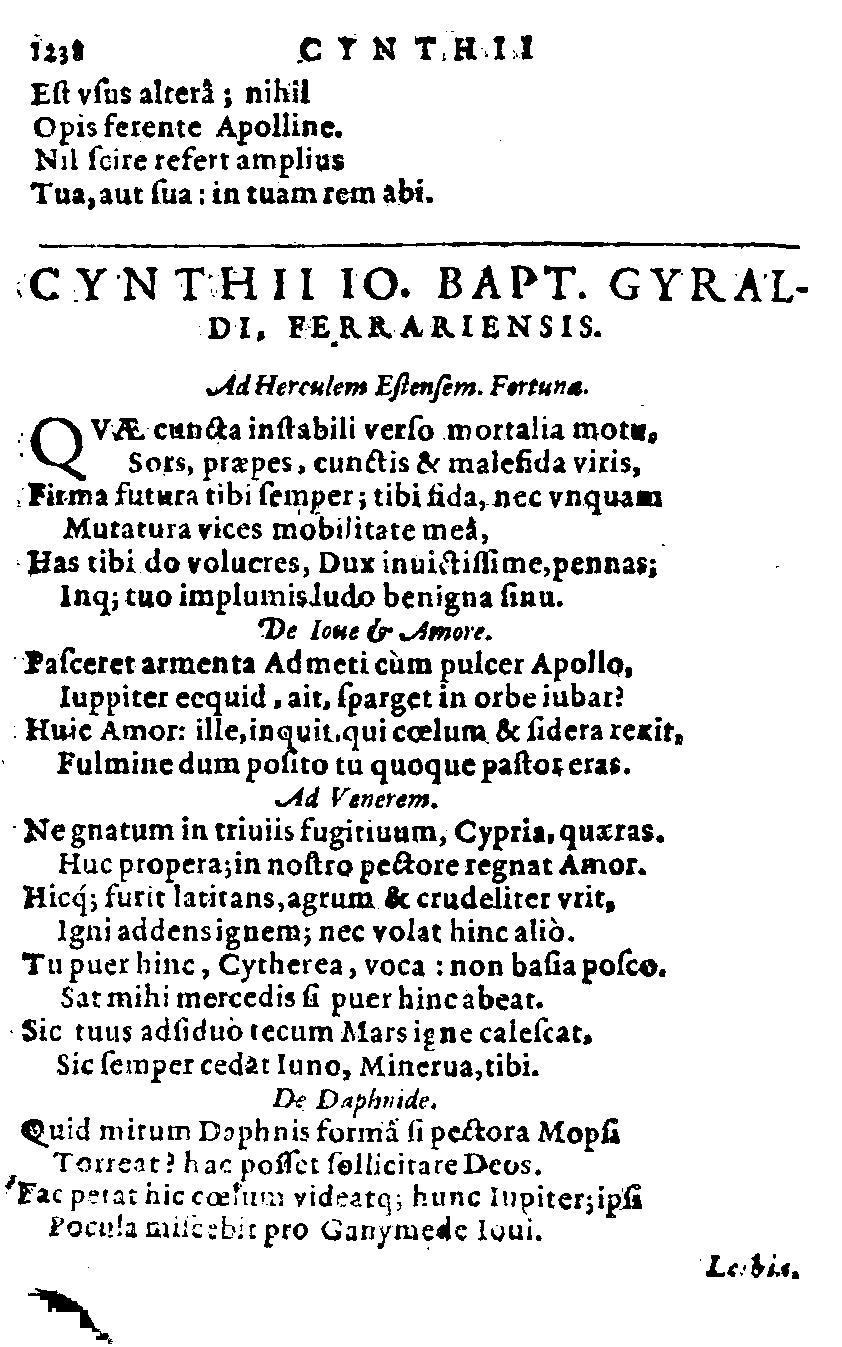 1238 CYNTHII
Eſt vſus alterâ ; nihil
Opis ferente Apolline.
Nil ſcire refert amplius
Tua, aut ſua : in tuam rem abi.
CYNTHII IO. BAPT. GYRAL-
DI, FERRARIENSIS.
Ad Herculem Eſtenſem. Fortuna.
QVÆ cuncta inſtabili verſo mortalia motu,
Sors, præpes, cunctis & malefida viris,
Firma futura tibi ſemper ; tibi fida, nec vnquam
Mutatura vices mobilitate meâ,
Has tibi do volucres, Dux inuictiſſime, pennas;
Inq; tuo implumis ludo benigna ſinu.
De Ioue & Amore.
Paſceret armenta Admeti cùm pulcer Apollo,
Iuppiter ecquid, ait, ſparget in orbe iubar?
Huic Amor: ille, inquit, qui cœlum & ſidera rexit,
Fulmine dum poſito tu quoque paſtor eras.
Ad Venerem.
Ne gnatum in triuiis fugitiuum, Cypria, quæras.
Huc propera; in noſtro pectore regnat Amor.
Hicq́; furit latitans, agrum & crudeliter vrit,
Igni addens ignem; nec volat hinc aliò.
Tu puer hinc, Cytherea, voca : non baſia poſco.
Sat mihi mercedis ſi puer hinc abeat.
Sic tuus adſiduò tecum Mars igne caleſcat,
Sic ſemper cedat Iuno, Minerua, tibi.
De Daphnide.
Quid mirum Daphnis formâ ſi pectora Mopſi
Torreat? hac poſſet ſollicitare Deos.
Fac petat hic cœlum videatq; hunc Iupiter; ipſi
Pocula miſcebit pro Ganymede Ioui.
Lesbia.